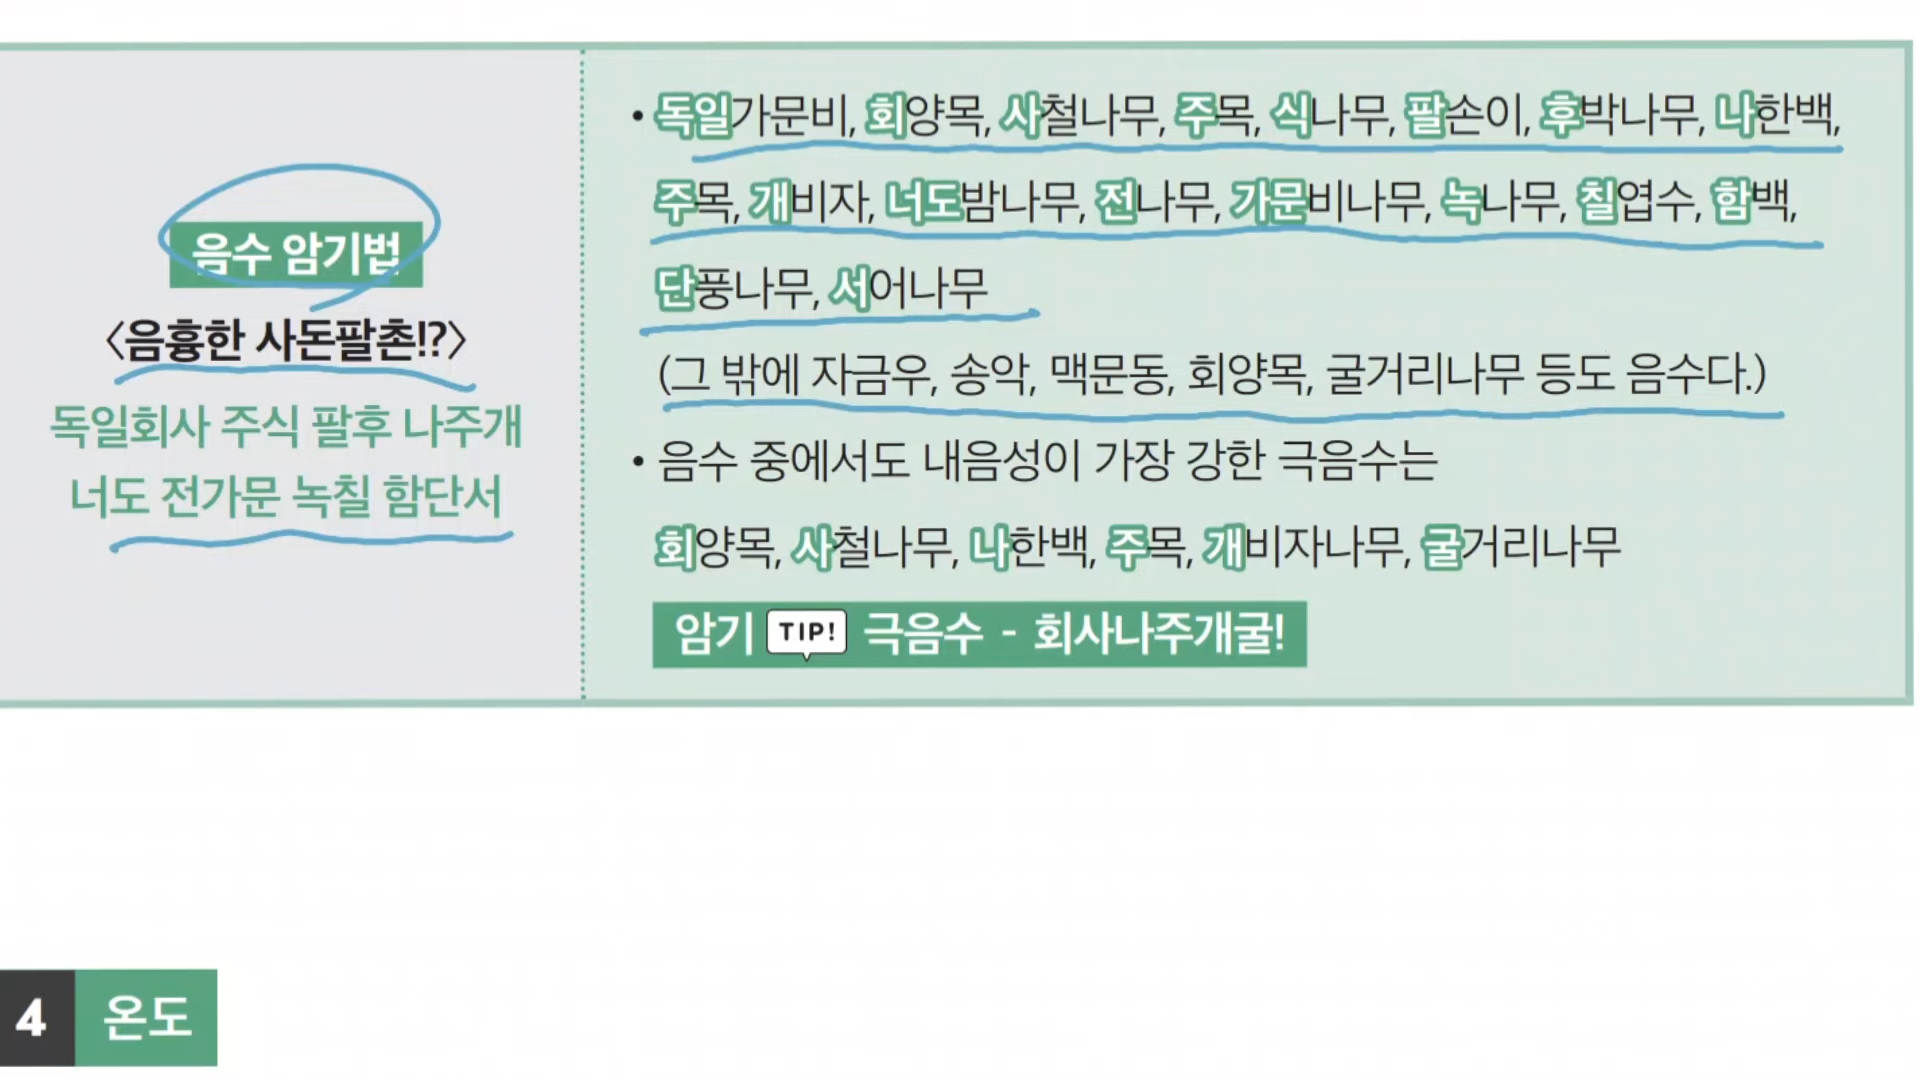 음수 암기법
<음흉한 사돈팔촌!?>
독일회사 주식 팔후 나주개
너도 전가문 녹칠 함단서
• 독일가문비, 회양목, 사철나무, 주목, 식나무, 팔손이, 후박나무, 나한백,
주목, 개비자, 너도밤나무, 전나무, 가문비나무, 녹나무, 칠엽수, 함백,
단풍나무, 서어나무
(그 밖에 자금우, 송악, 맥문동, 회양목, 굴거리나무 등도 음수다.)
• 음수 중에서도 내음성이 가장 강한 극음수는
회양목, 사철나무, 나한백, 주목, 개비자나무, 굴거리나무
암기 TIP! 극음수 - 회사나주개굴!
4 온도